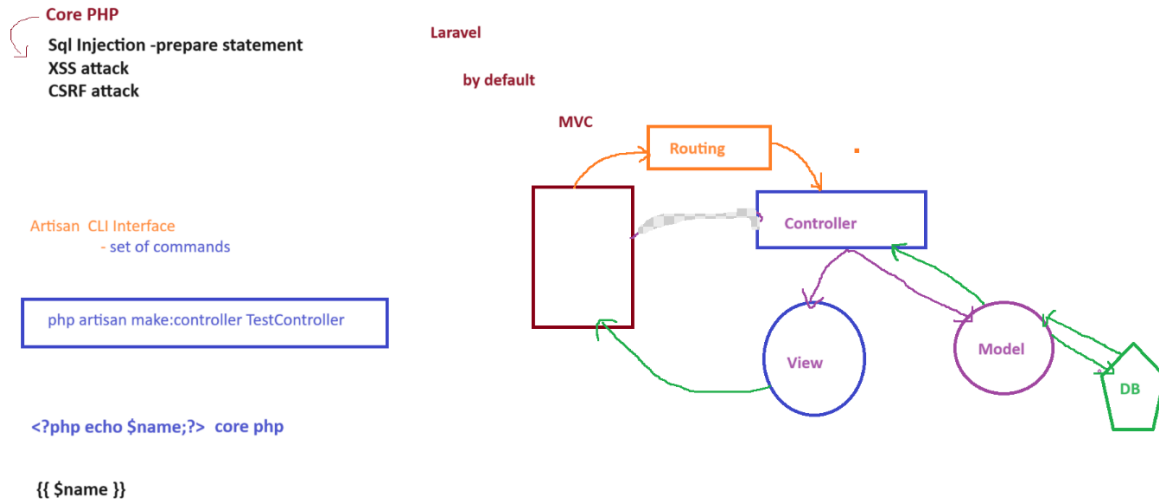 Core PHP
Sql Injection -prepare statement
XSS attack
CSRF attack
Artisan CLI Interface
- set of commands
php artisan make:controller TestController
<?php echo $name;?> core php
{{ $name }}
Laravel
by default
MVC
Routing
Controller
View
Model
DB